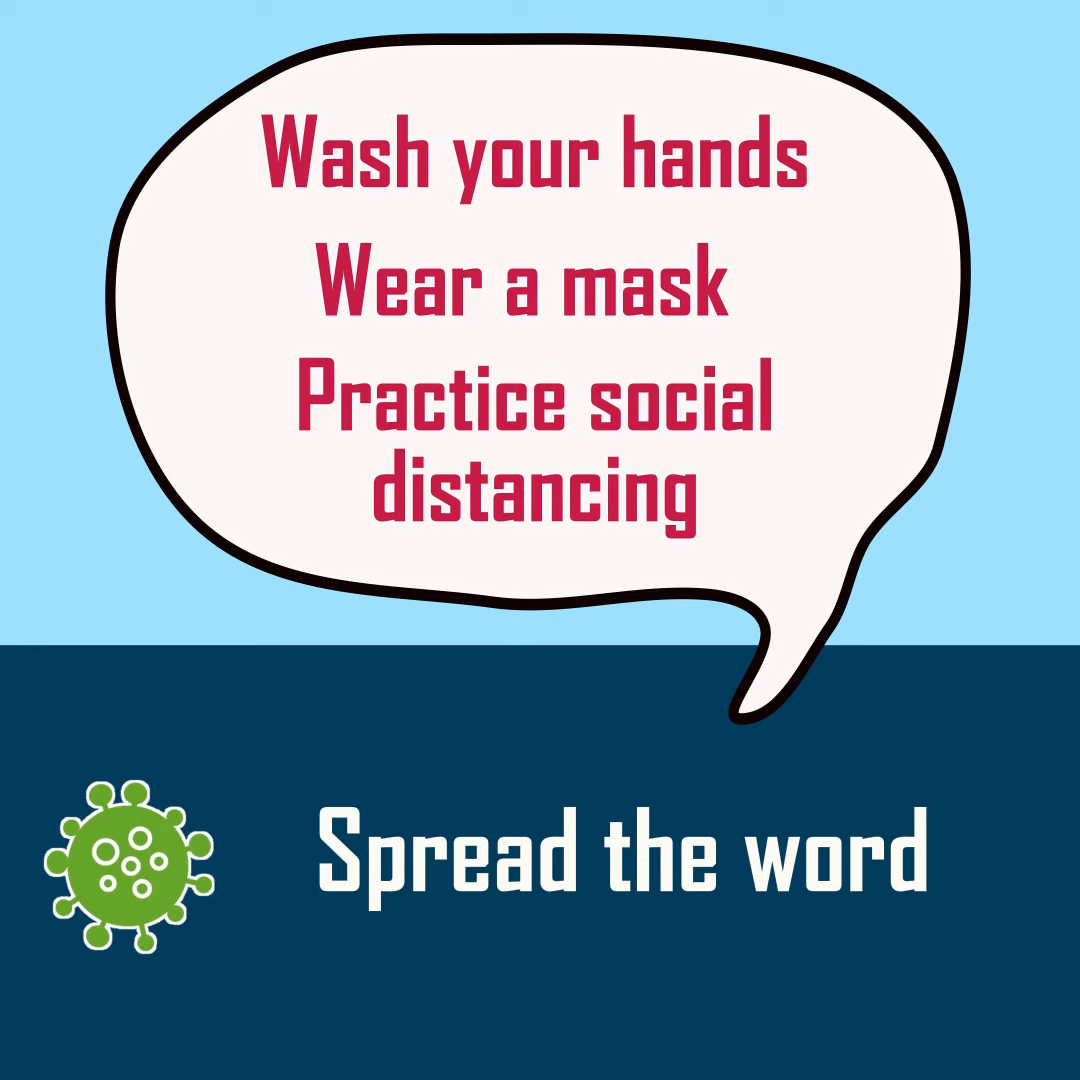 Wash your hands
Wear a mask
Practice social
distancing
Spread the word